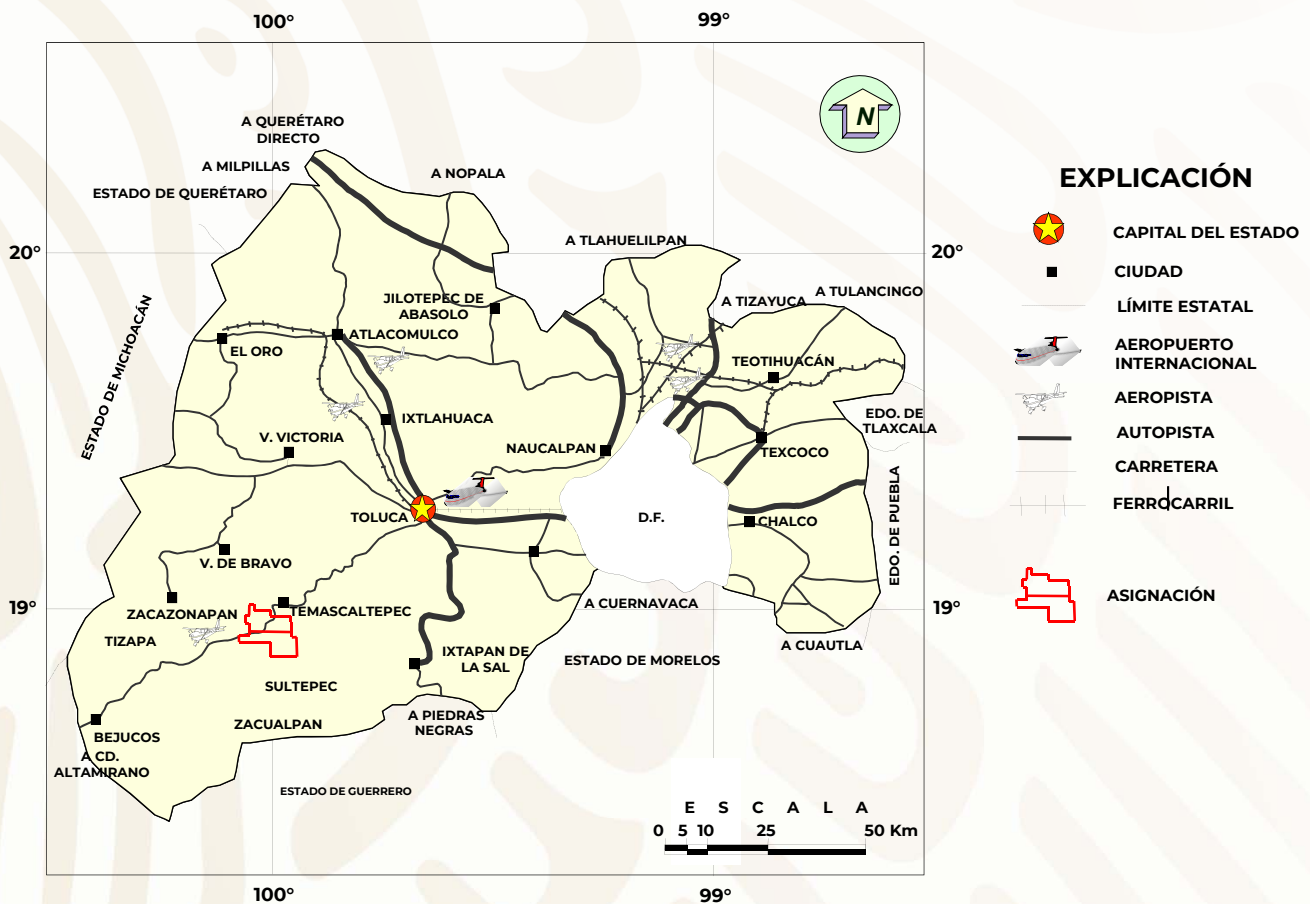 100°
99°
N
A QUERÉTARO
DIRECTO
A MILPILLAS
A NOPALA
ESTADO DE QUERÉTARO
A TLAHUELILPAN
20°
20°
A TULANCINGO
A TIZAYUCA
JILOTEPEC DE
ABASOLO
ATLACOMULCO
EL ORO
TEOTIHUACÁN
ESTADO DE MICHOACÁN
IXTLAHUACA
EDO. DE
TLAXCALA
V. VICTORIA
NAUCALPAN
TEXCOCO
TOLUCA
D.F.
CHALCO
EDO. DE PUEBLA
V. DE BRAVO
19°
19°
ZACAZONAPAN
TEMASCALTEPEC
A CUERNAVACA
TIZAPA
A CUAUTLA
IXTAPAN DE
LA SAL
ESTADO DE MORELOS
SULTEPEC
ZACUALPAN
A PIEDRAS
NEGRAS
BEJUCOS
A CD.
ALTAMIRANO
ESTADO DE GUERRERO
E S C A L A
0 5 10 25 50 Km
100°
99°
EXPLICACIÓN
CAPITAL DEL ESTADO
CIUDAD
LÍMITE ESTATAL
AEROPUERTO
INTERNACIONAL
AEROPISTA
AUTOPISTA
CARRETERA
FERROCARRIL
ASIGNACIÓN